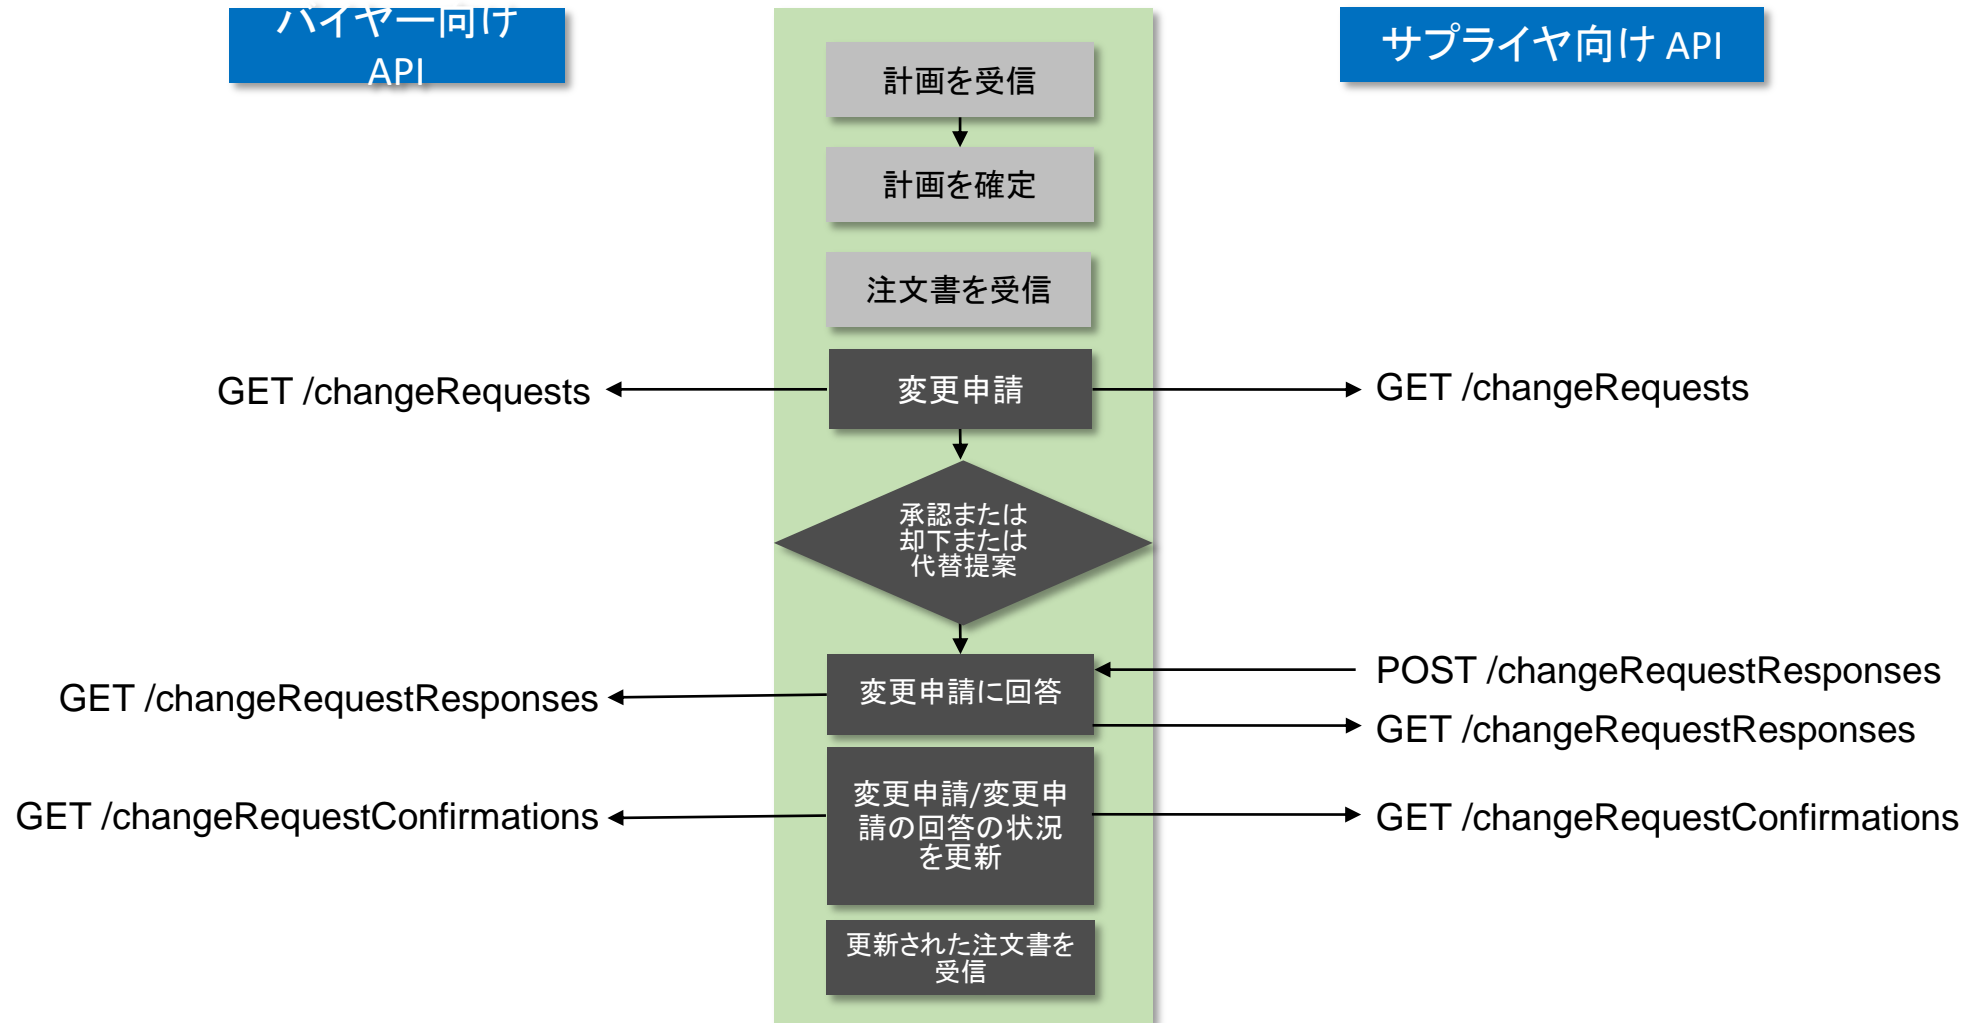 バイヤー向け
API
サプライヤ向け API
計画を受信
計画を確定
注文書を受信
GET /changeRequests
変更申請
GET /changeRequests
承認または
却下または
代替提案
GET /changeRequestResponses
変更申請に回答
POST /changeRequestResponses
GET /changeRequestResponses
GET /changeRequestConfirmations
変更申請/変更申
請の回答の状況
を更新
GET /changeRequestConfirmations
更新された注文書を
受信